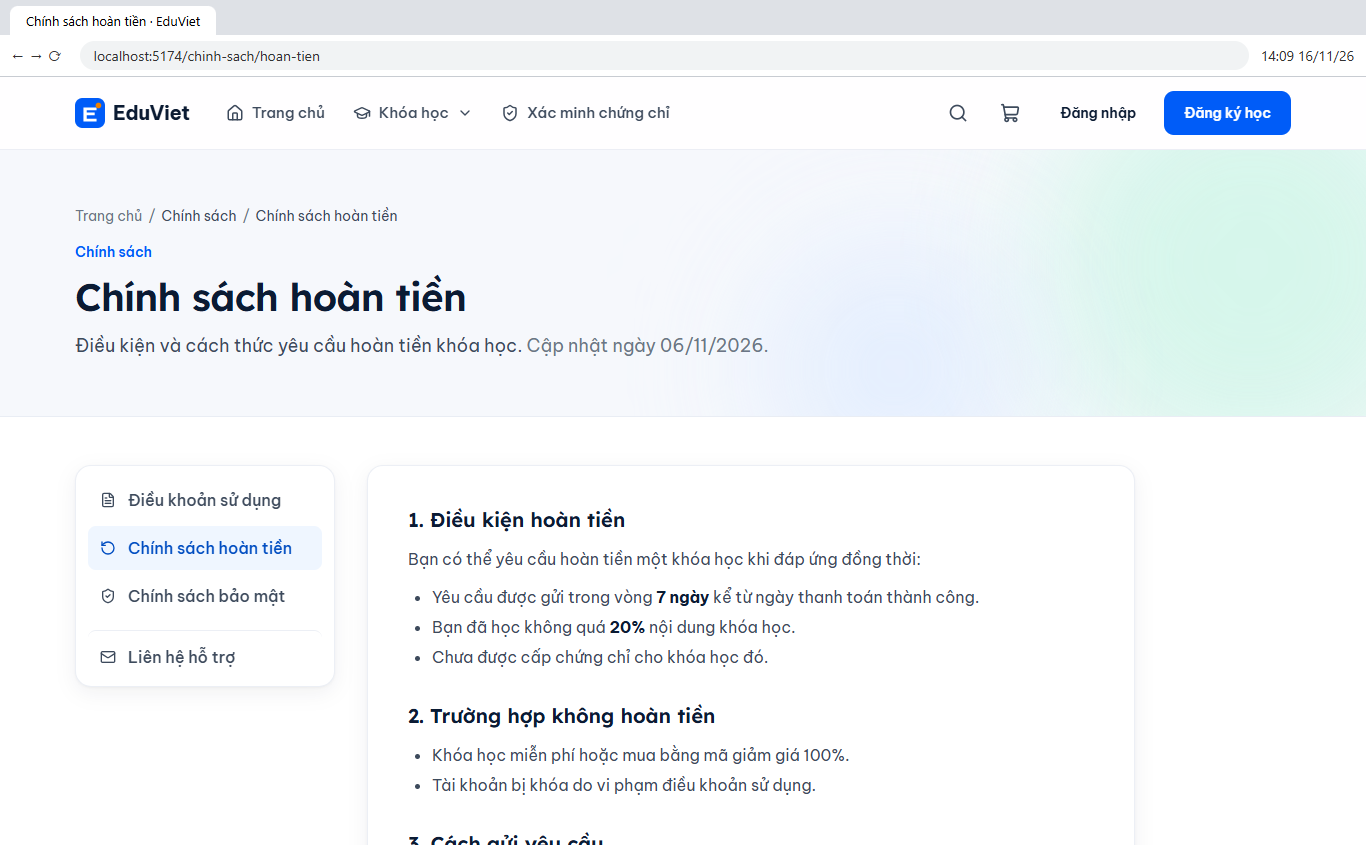 Chính sách hoàn tiền · EduViet
localhost:5174/chinh-sach/hoan-tien
14:09 16/11/26
EduViet
Trang chủ
Khóa học
Xác minh chứng chỉ
Đăng nhập
Đăng ký học
Trang chủ / Chính sách / Chính sách hoàn tiền
Chính sách
Chính sách hoàn tiền
Điều kiện và cách thức yêu cầu hoàn tiền khóa học. Cập nhật ngày 06/11/2026.
Điều khoản sử dụng
Chính sách hoàn tiền
Chính sách bảo mật
Liên hệ hỗ trợ
1. Điều kiện hoàn tiền
Bạn có thể yêu cầu hoàn tiền một khóa học khi đáp ứng đồng thời:
• Yêu cầu được gửi trong vòng 7 ngày kể từ ngày thanh toán thành công.
• Bạn đã học không quá 20% nội dung khóa học.
• Chưa được cấp chứng chỉ cho khóa học đó.
2. Trường hợp không hoàn tiền
• Khóa học miễn phí hoặc mua bằng mã giảm giá 100%.
• Tài khoản bị khóa do vi phạm điều khoản sử dụng.
3. Cách gửi yêu cầu